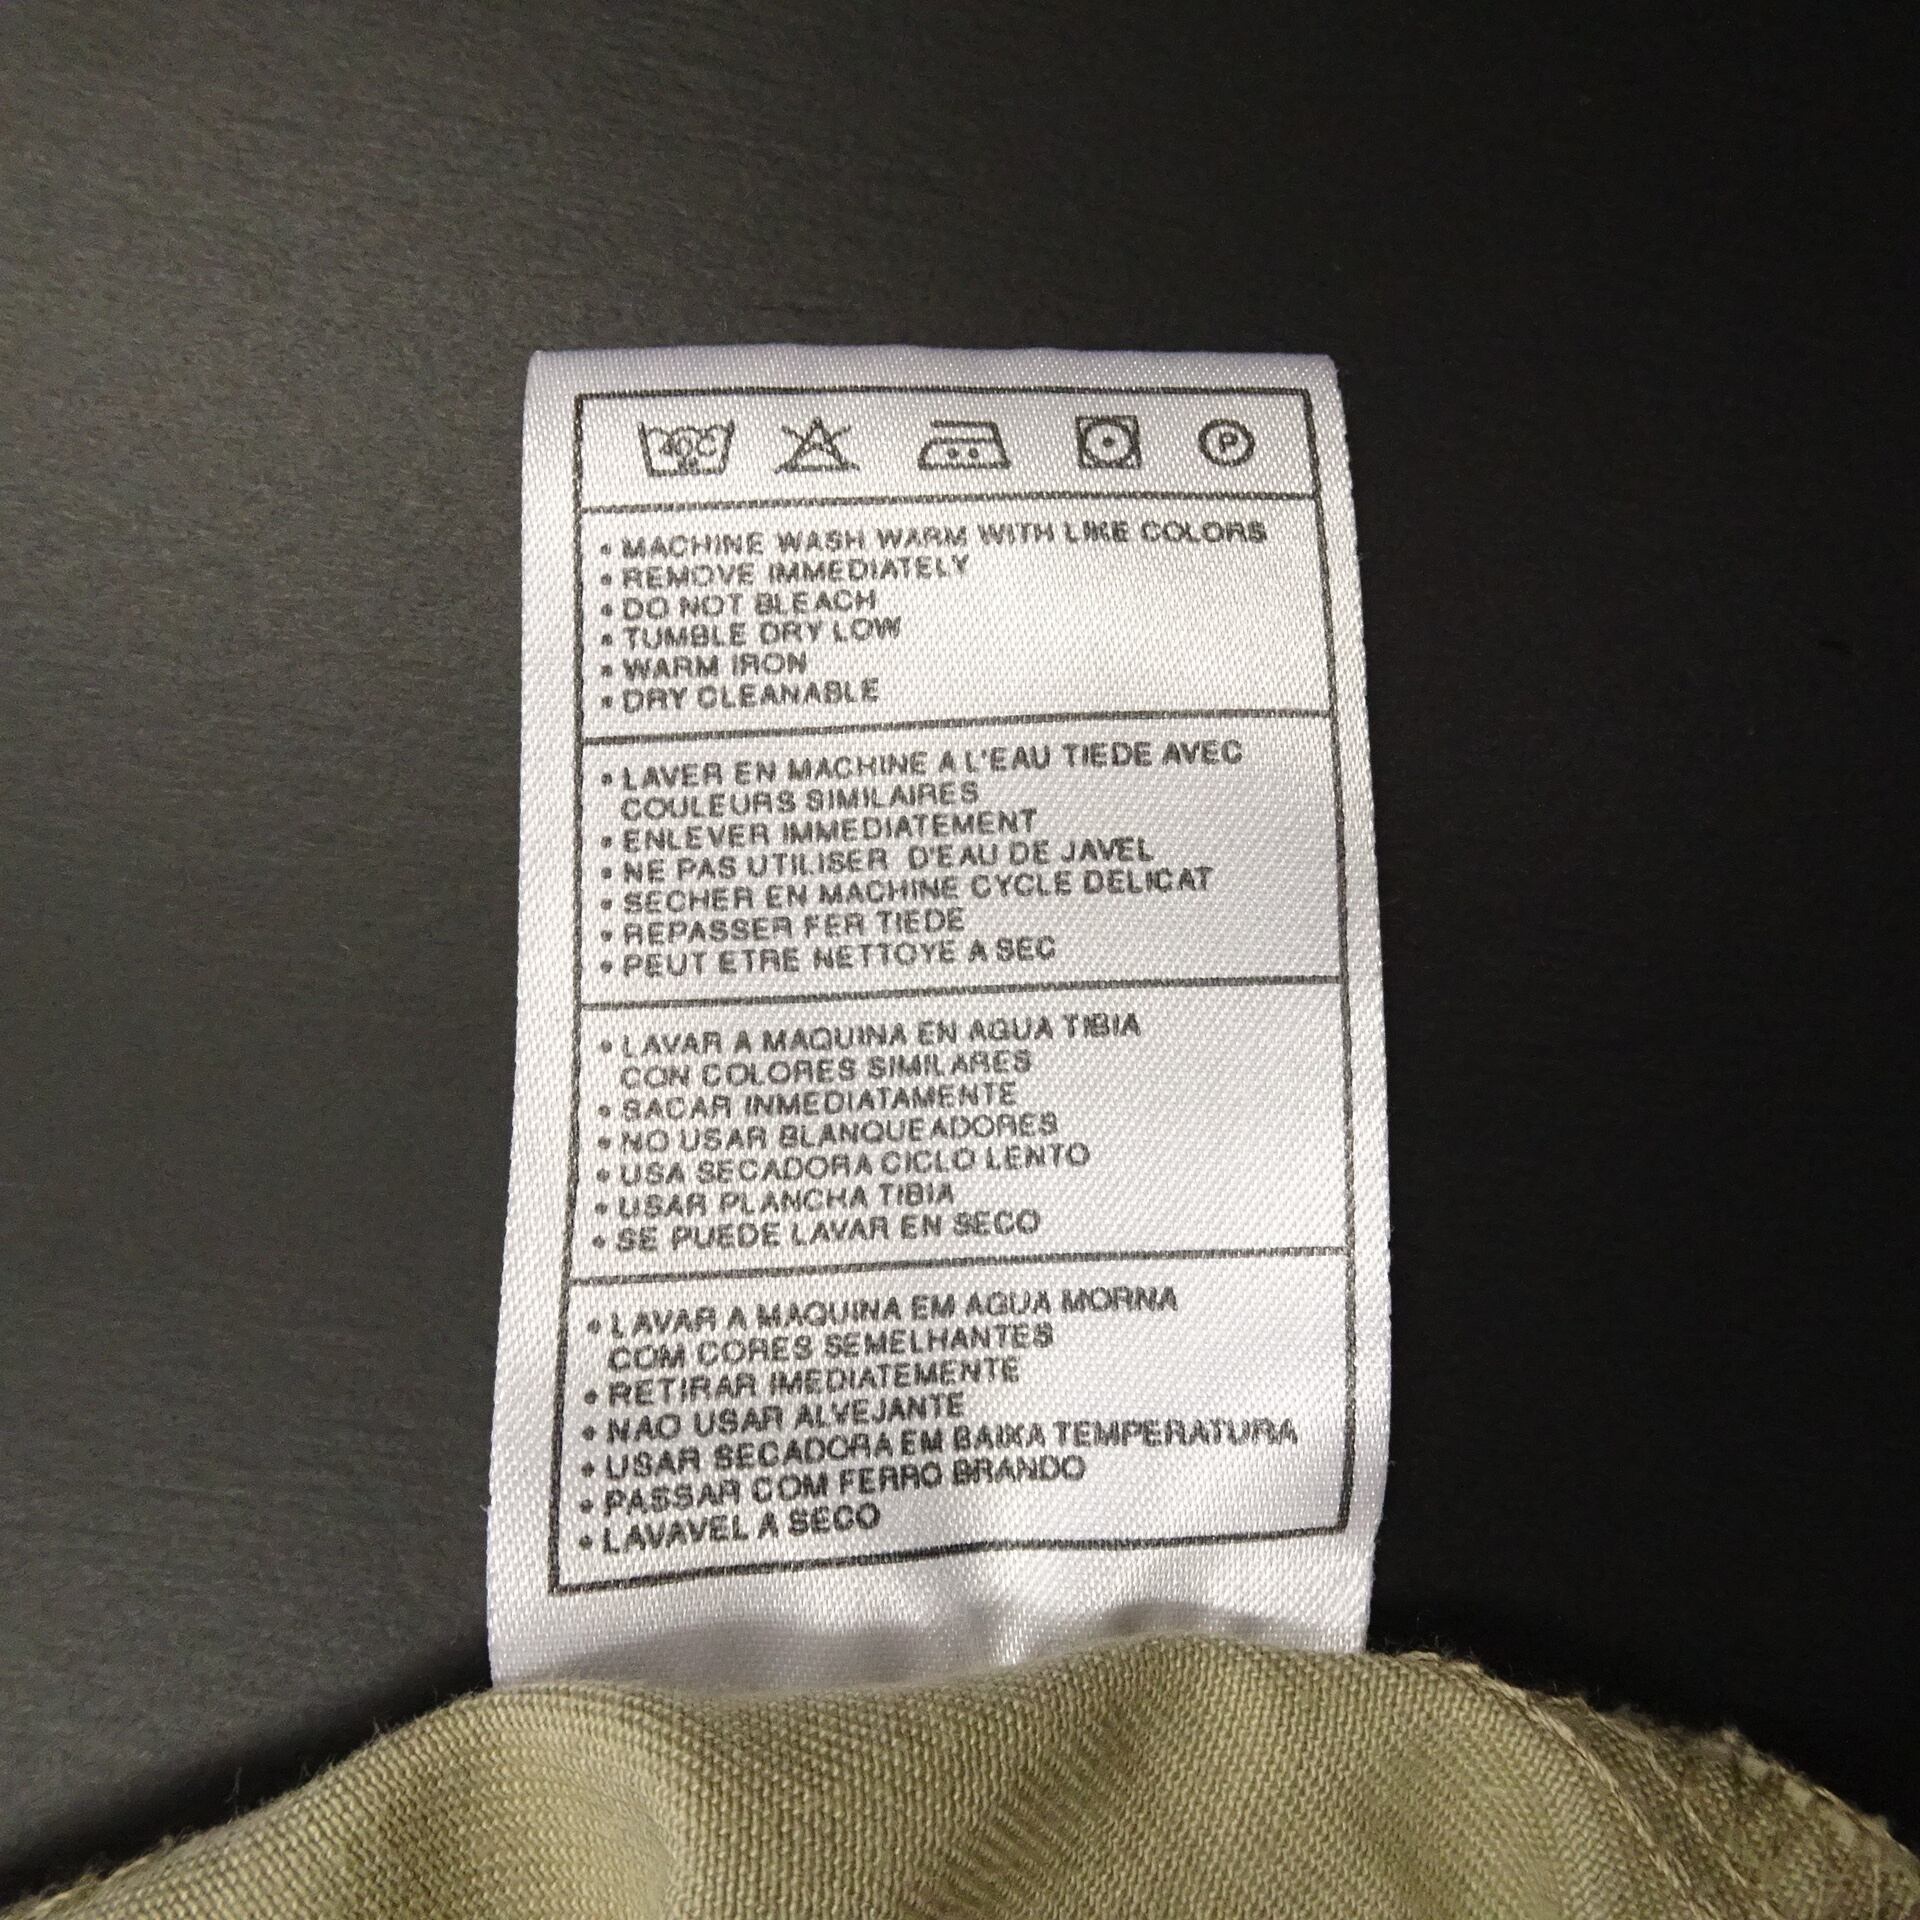 40C
P
• MACHINE WASH WARM WITH LIKE COLORS
• REMOVE IMMEDIATELY
• DO NOT BLEACH
• TUMBLE DRY LOW
• WARM IRON
• DRY CLEANABLE
• LAVER EN MACHINE A L'EAU TIEDE AVEC
COULEURS SIMILAIRES
• ENLEVER IMMEDIATEMENT
• NE PAS UTILISER D'EAU DE JAVEL
• SECHER EN MACHINE CYCLE DELICAT
• REPASSER FER TIEDE
• PEUT ETRE NETTOYE A SEC
• LAVAR A MAQUINA EN AGUA TIBIA
CON COLORES SIMILARES
• SACAR INMEDIATAMENTE
• NO USAR BLANQUEADORES
• USA SECADORA CICLO LENTO
• USAR PLANCHA TIBIA
• SE PUEDE LAVAR EN SECO
• LAVAR A MAQUINA EM AGUA MORNA
COM CORES SEMELHANTES
• RETIRAR IMEDIATEMENTE
• NAO USAR ALVEJANTE
• USAR SECADORA EM BAIXA TEMPERATURA
• PASSAR COM FERRO BRANDO
• LAVAVEL A SECO